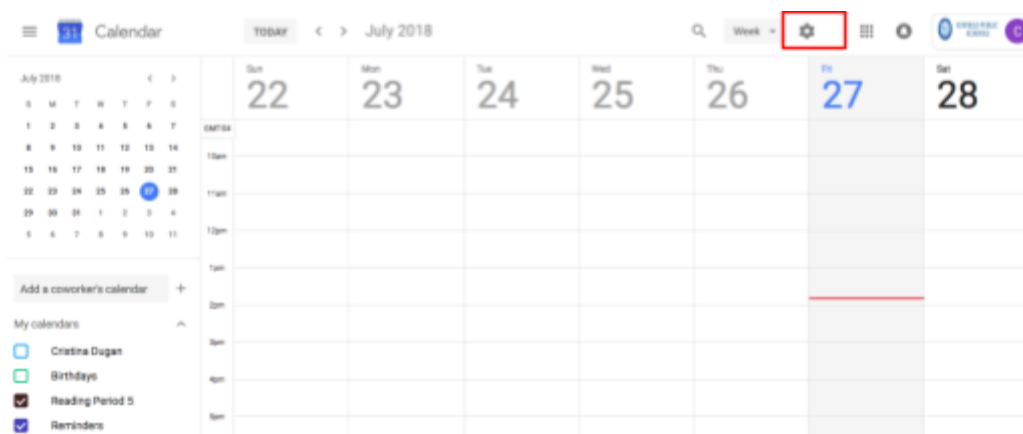 31 Calendar TODAY < > July 2018 Week
July 2018 < >
S M T W T F S
1 2 3 4 5 6 7
8 9 10 11 12 13 14
15 16 17 18 19 20 21
22 23 24 25 26 27 28
29 30 31 1 2 3 4
5 6 7 8 9 10 11
Add a coworker's calendar +
My calendars
Cristina Dugan
Birthdays
Reading Period 5
Reminders
Sun Mon Tue Wed Thu Fri Sat
22 23 24 25 26 27 28
GMT-04
10am
11am
12pm
1pm
2pm
3pm
4pm
5pm
C